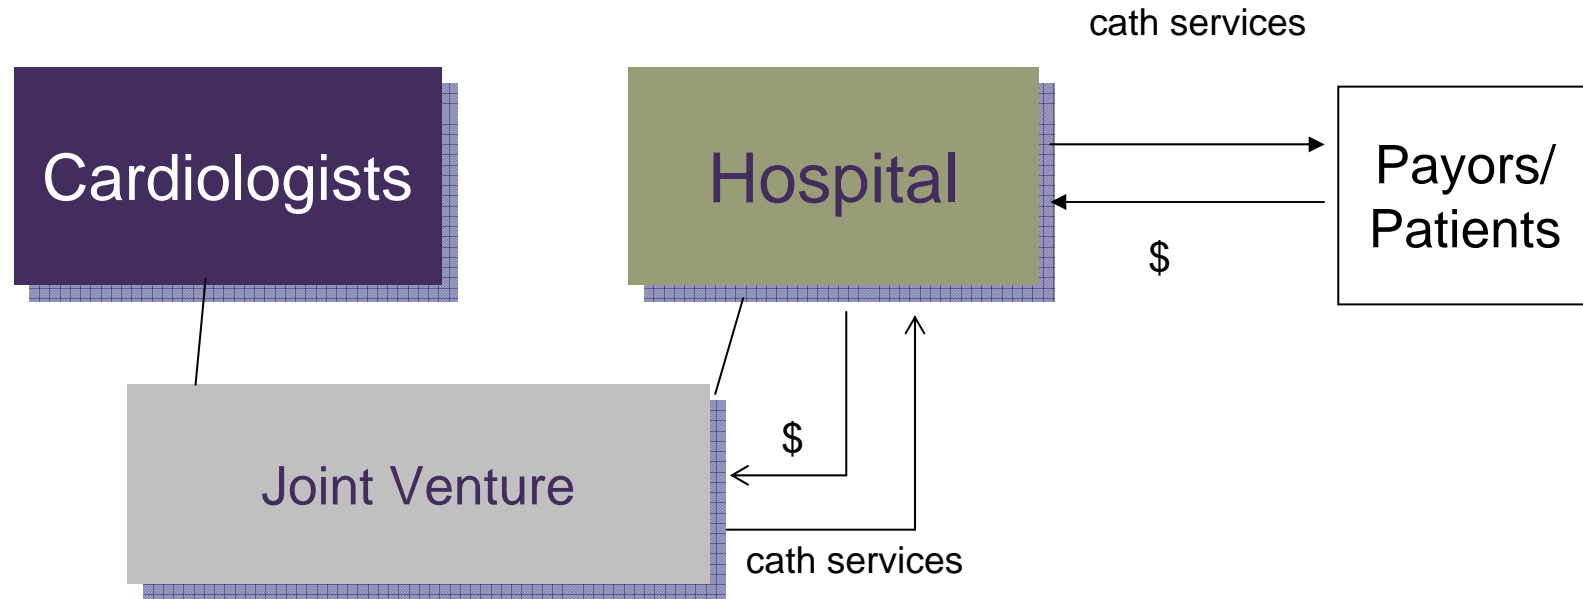 cath services
Cardiologists
Hospital
Payors/
Patients
$
$
Joint Venture
cath services